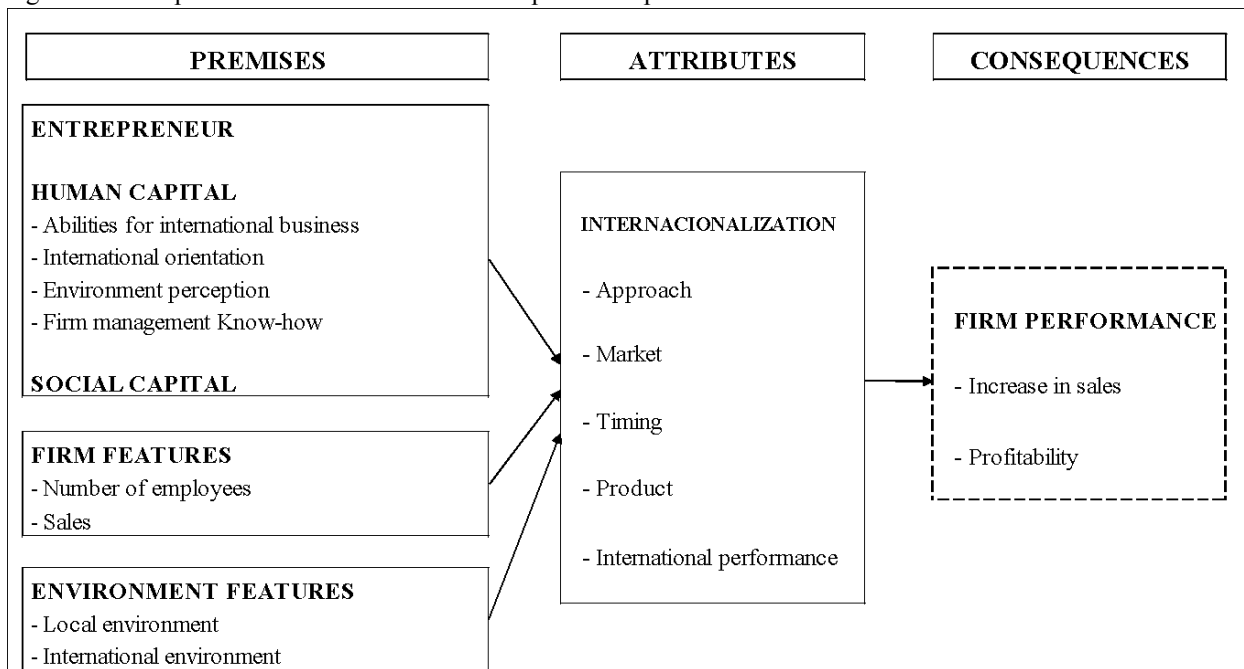 PREMISES
ATTRIBUTES
CONSEQUENCES
ENTREPRENEUR
HUMAN CAPITAL
- Abilities for international business
- International orientation
- Environment perception
- Firm management Know-how
SOCIAL CAPITAL
FIRM FEATURES
- Number of employees
- Sales
ENVIRONMENT FEATURES
- Local environment
- International environment
INTERNACIONALIZATION
- Approach
- Market
- Timing
- Product
- International performance
FIRM PERFORMANCE
- Increase in sales
- Profitability